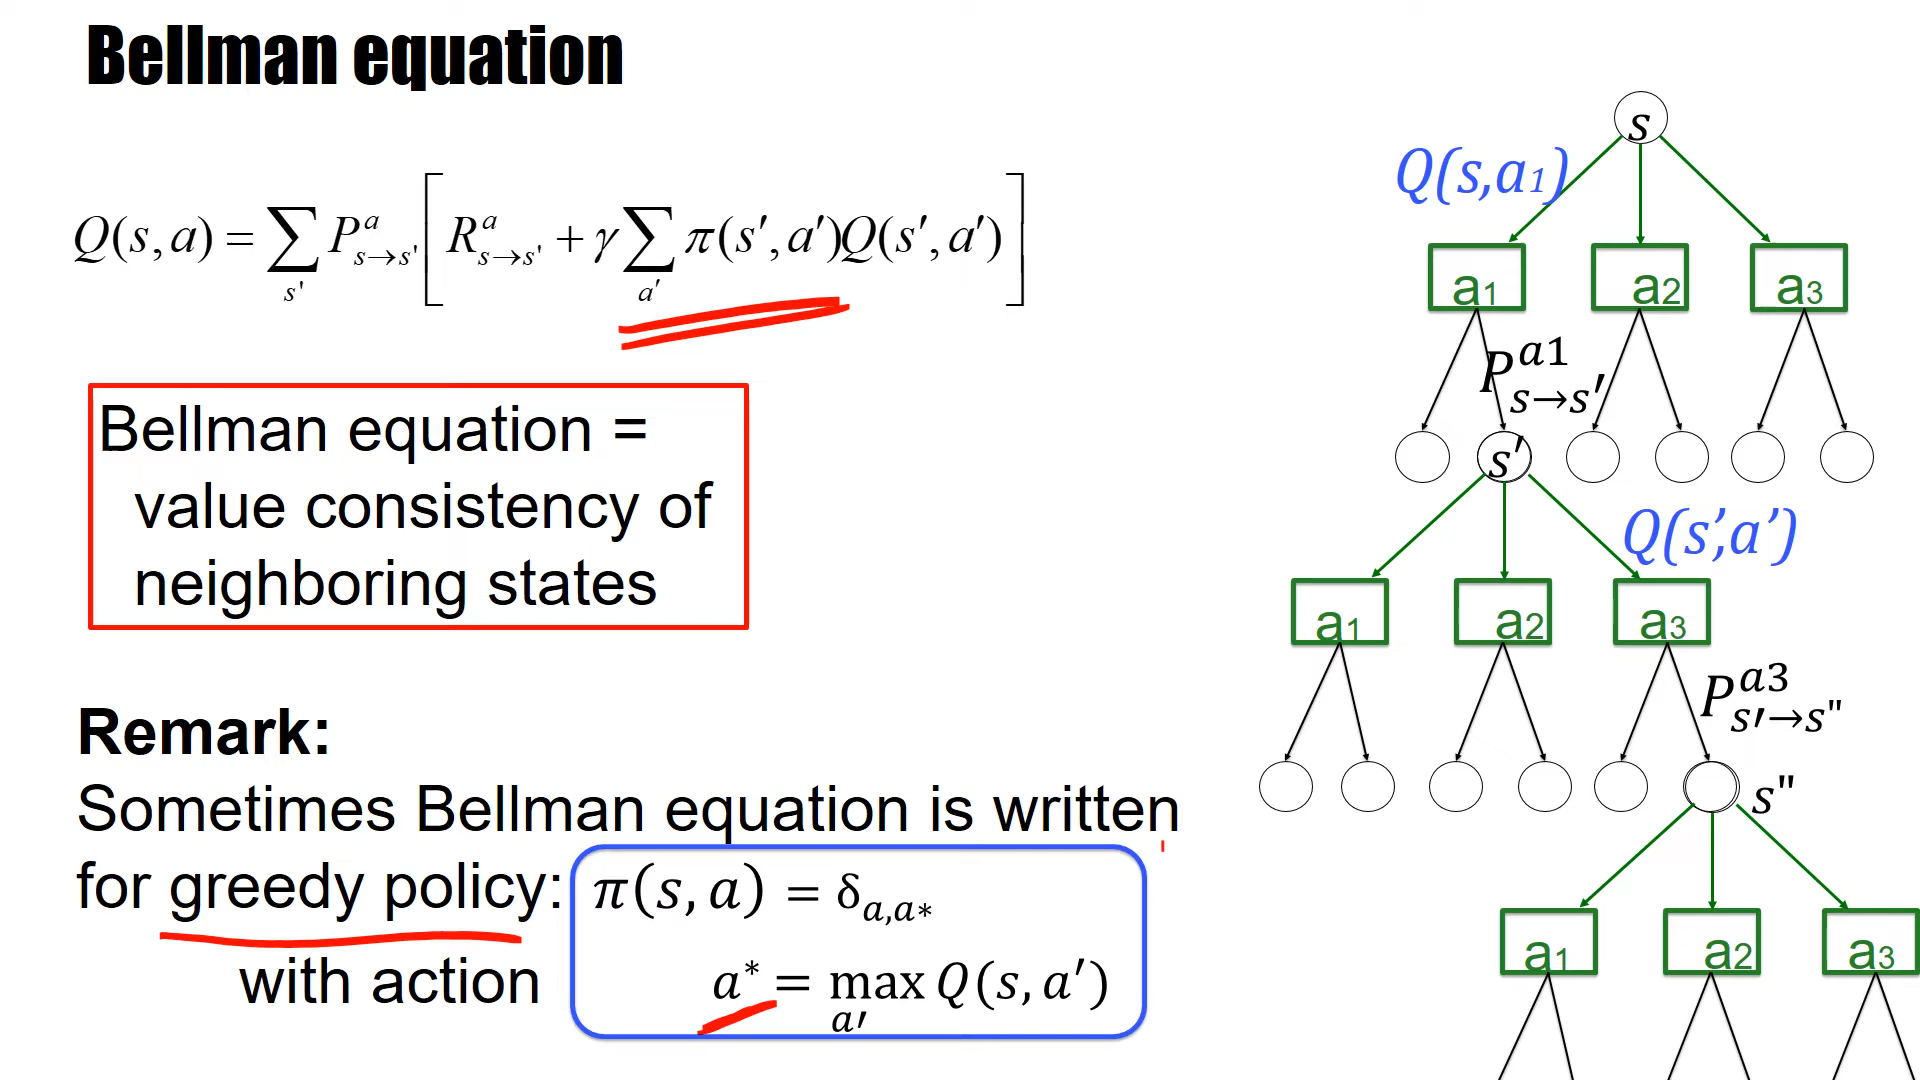 Bellman equation
Q(s,a) = ∑_{s'} P^a_{s→s'} [ R^a_{s→s'} + γ ∑_{a'} π(s′,a′)Q(s′,a′) ]
Bellman equation =
value consistency of
neighboring states
Remark:
Sometimes Bellman equation is written
for greedy policy: π(s,a) = δ_{a,a*}
with action a* = max_{a′} Q(s,a′)
s
Q(s,a1)
a1 a2 a3
P^{a1}_{s→s′}
s′
Q(s’,a’)
a1 a2 a3
P^{a3}_{s′→s"}
s"
a1 a2 a3